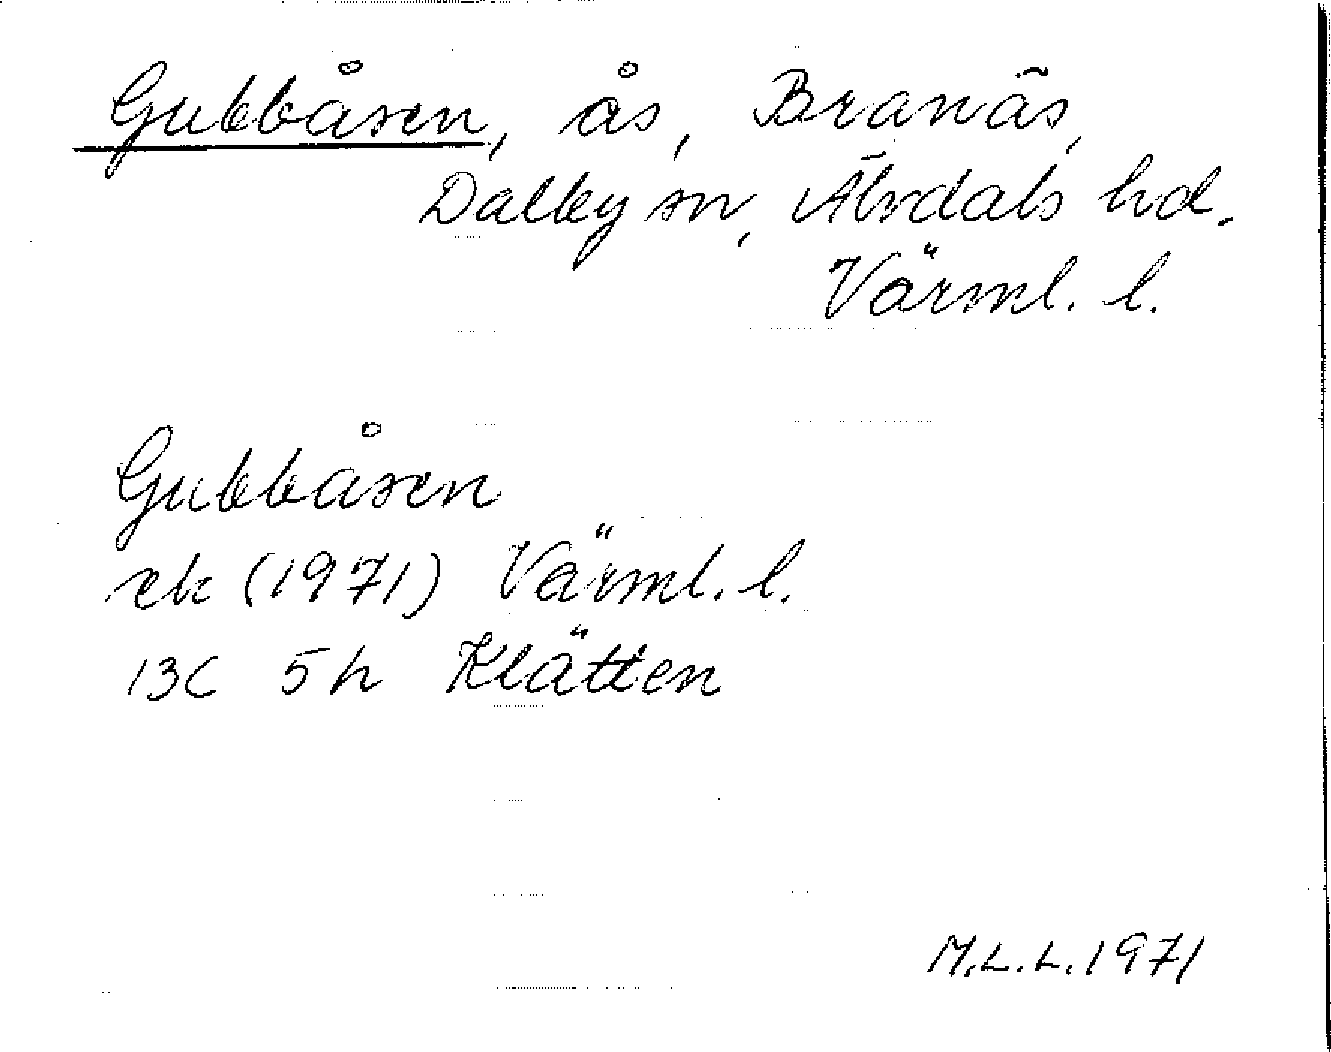 Gubbåsen, ås, Branäs,
Dalby sn, Älvdals hd.
Värml. l.
Gubbåsen
ek (1971) Värml. l.
13C 5h Klätten
M.L.L. 1971